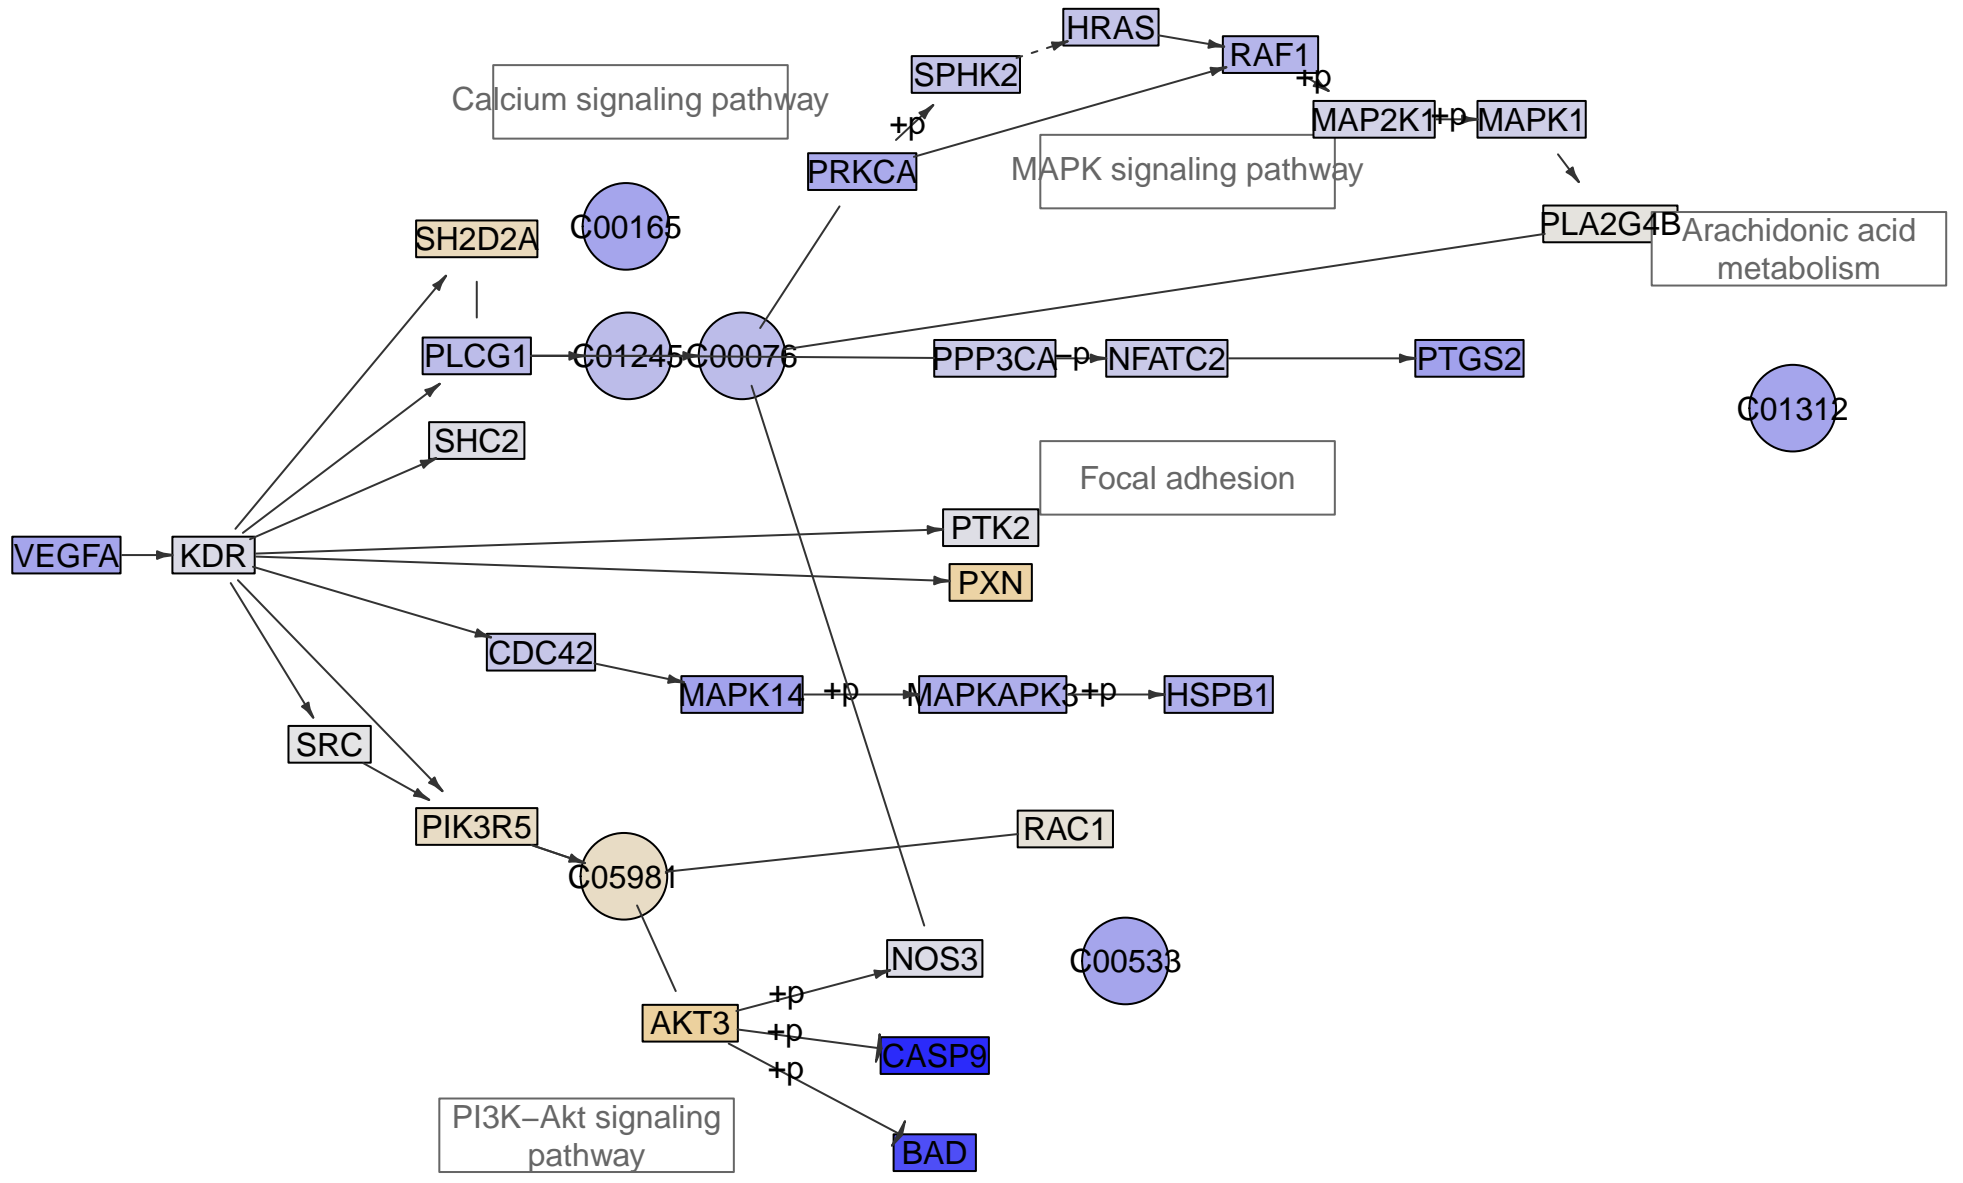 HRAS
RAF1
+p
SPHK2
Calcium signaling pathway
+p
MAP2K1
+p
MAPK1
PRKCA
MAPK signaling pathway
C00165
SH2D2A
PLA2G4B
Arachidonic acid
metabolism
PLCG1
C01245
C00076
PPP3CA
−p
NFATC2
PTGS2
C01312
SHC2
Focal adhesion
PTK2
VEGFA
KDR
PXN
CDC42
MAPK14
+p
MAPKAPK3
+p
HSPB1
SRC
PIK3R5
RAC1
C05981
NOS3
C00533
+p
AKT3
+p
CASP9
+p
PI3K−Akt signaling
pathway
BAD